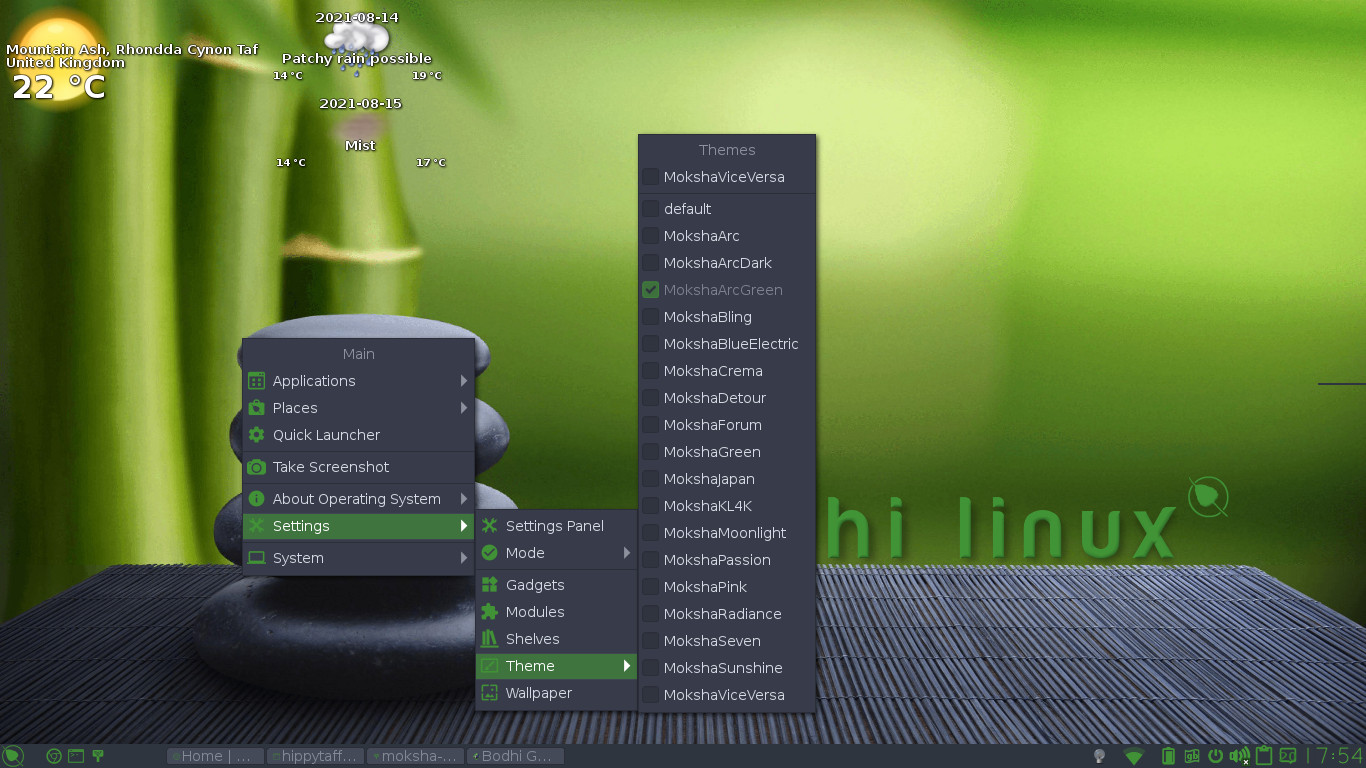 2021-08-14
Mountain Ash, Rhondda Cynon Taf
United Kingdom
22 °C
Patchy rain possible
14°C 19°C
2021-08-15
Mist
14°C 17°C
Themes
MokshaViceVersa
default
MokshaArc
MokshaArcDark
MokshaArcGreen
MokshaBling
MokshaBlueElectric
MokshaCrema
MokshaDetour
MokshaForum
MokshaGreen
MokshaJapan
MokshaKL4K
MokshaMoonlight
MokshaPassion
MokshaPink
MokshaRadiance
MokshaSeven
MokshaSunshine
MokshaViceVersa
Main
Applications
Places
Quick Launcher
Take Screenshot
About Operating System
Settings
System
Settings Panel
Mode
Gadgets
Modules
Shelves
Theme
Wallpaper
hi linux
Home | ...
hippytaff...
moksha-...
Bodhi G...
gb
17:54